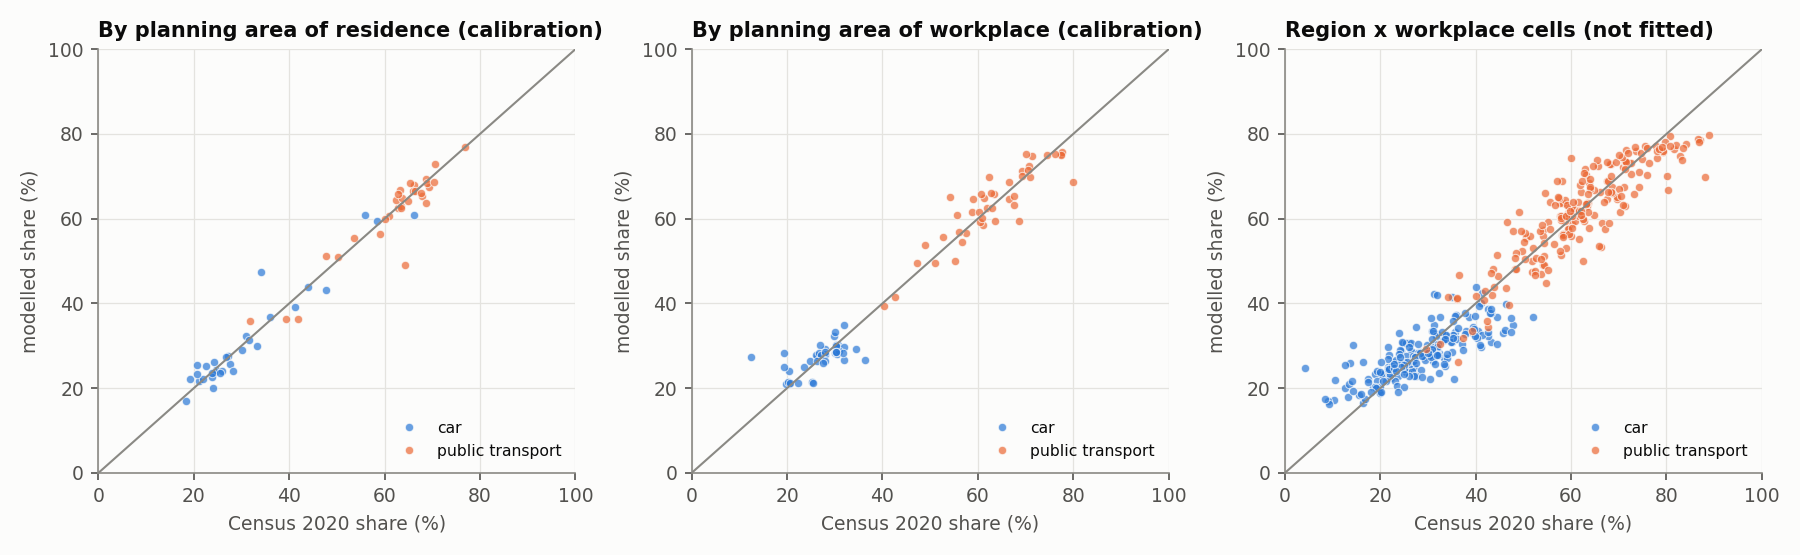 By planning area of residence (calibration)
modelled share (%)
100
80
60
40
20
0
0 20 40 60 80 100
Census 2020 share (%)
car
public transport
By planning area of workplace (calibration)
modelled share (%)
100
80
60
40
20
0
0 20 40 60 80 100
Census 2020 share (%)
car
public transport
Region x workplace cells (not fitted)
modelled share (%)
100
80
60
40
20
0
0 20 40 60 80 100
Census 2020 share (%)
car
public transport